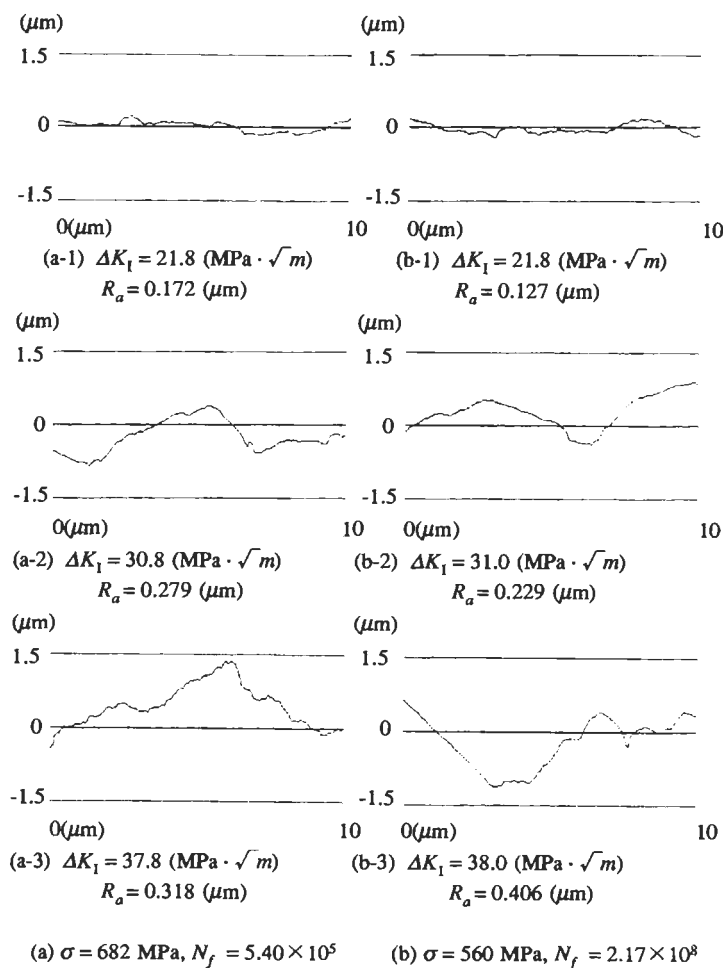 (μm) (μm)
1.5 1.5
0 0
-1.5 -1.5
0(μm) 10 0(μm) 10
(a-1) ΔK_I = 21.8 (MPa · √m) (b-1) ΔK_I = 21.8 (MPa · √m)
R_a = 0.172 (μm) R_a = 0.127 (μm)
(μm) (μm)
1.5 1.5
0 0
-1.5 -1.5
0(μm) 10 0(μm) 10
(a-2) ΔK_I = 30.8 (MPa · √m) (b-2) ΔK_I = 31.0 (MPa · √m)
R_a = 0.279 (μm) R_a = 0.229 (μm)
(μm) (μm)
1.5 1.5
0 0
-1.5 -1.5
0(μm) 10 0(μm) 10
(a-3) ΔK_I = 37.8 (MPa · √m) (b-3) ΔK_I = 38.0 (MPa · √m)
R_a = 0.318 (μm) R_a = 0.406 (μm)
(a) σ = 682 MPa, N_f = 5.40×10⁵ (b) σ = 560 MPa, N_f = 2.17×10⁸